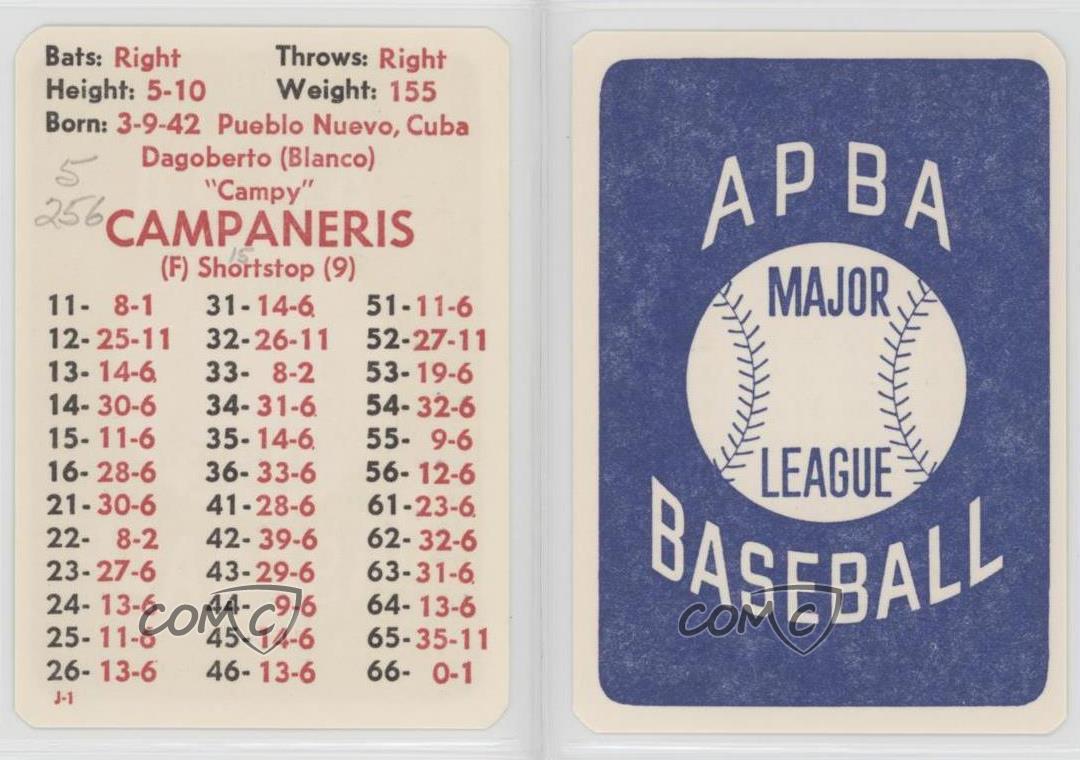 Bats: Right Throws: Right
Height: 5-10 Weight: 155
Born: 3-9-42 Pueblo Nuevo, Cuba
Dagoberto (Blanco)
5
"Campy"
256
CAMPANERIS
15
(F) Shortstop (9)
11- 8-1 31- 14-6 51- 11-6
12- 25-11 32- 26-11 52- 27-11
13- 14-6 33- 8-2 53- 19-6
14- 30-6 34- 31-6 54- 32-6
15- 11-6 35- 14-6 55- 9-6
16- 28-6 36- 33-6 56- 12-6
21- 30-6 41- 28-6 61- 23-6
22- 8-2 42- 39-6 62- 32-6
23- 27-6 43- 29-6 63- 31-6
24- 13-6 44- 9-6 64- 13-6
25- 11-6 45- 14-6 65- 35-11
26- 13-6 46- 13-6 66- 0-1
J-1
COMC
APBA
MAJOR
LEAGUE
BASEBALL
COMC